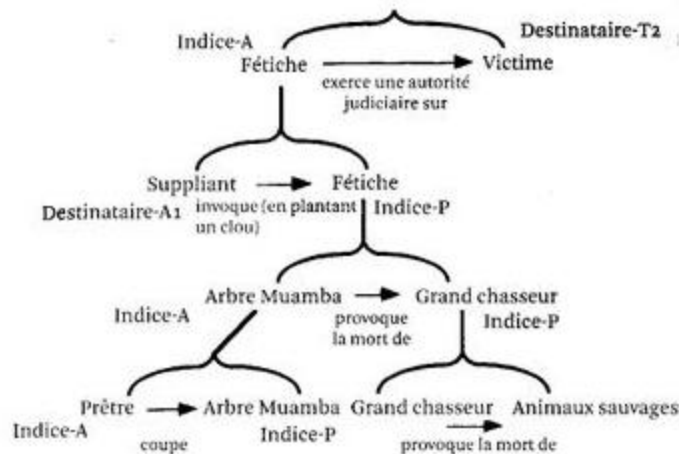 Destinataire-T2
Indice-A
Fétiche
Victime
exerce une autorité
judiciaire sur
Suppliant
Fétiche
Destinataire-A1
invoque (en plantant
un clou)
Indice-P
Arbre Muamba
Grand chasseur
Indice-A
provoque
la mort de
Indice-P
Prêtre
Arbre Muamba
Grand chasseur
Animaux sauvages
Indice-A
coupe
Indice-P
provoque la mort de